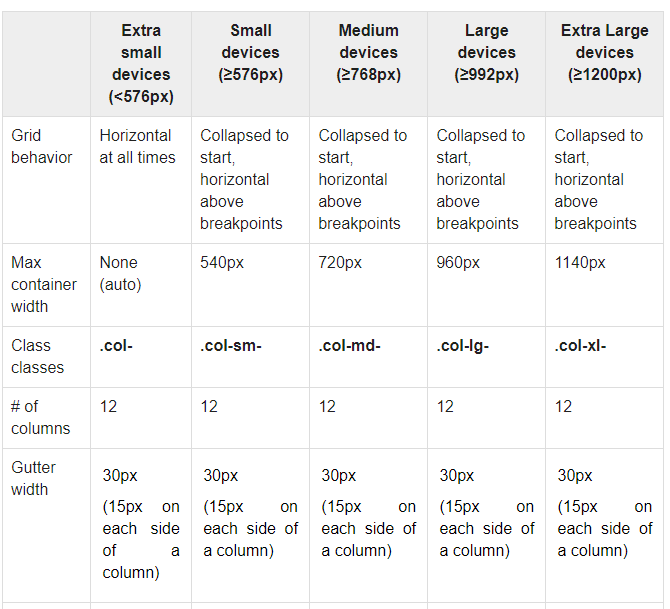 Extra small devices (<576px)
Small devices (≥576px)
Medium devices (≥768px)
Large devices (≥992px)
Extra Large devices (≥1200px)
Grid behavior
Horizontal at all times
Collapsed to start, horizontal above breakpoints
Collapsed to start, horizontal above breakpoints
Collapsed to start, horizontal above breakpoints
Collapsed to start, horizontal above breakpoints
Max container width
None (auto)
540px
720px
960px
1140px
Class classes
.col-
.col-sm-
.col-md-
.col-lg-
.col-xl-
# of columns
12
12
12
12
12
Gutter width
30px
(15px on each side of a column)
30px
(15px on each side of a column)
30px
(15px on each side of a column)
30px
(15px on each side of a column)
30px
(15px on each side of a column)